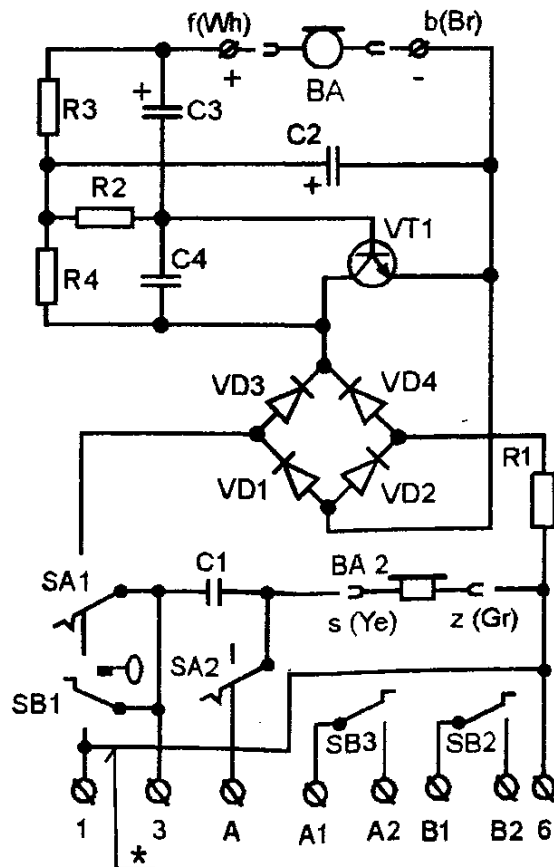 f(Wh) b(Br)
+ BA -
R3 + C3
C2
+
R2 VT1
R4 C4
VD3 VD4
R1
VD1 VD2
C1 BA 2
SA1
s (Ye) z (Gr)
SA2
SB1
SB3 SB2
1 3 A A1 A2 B1 B2 6
*